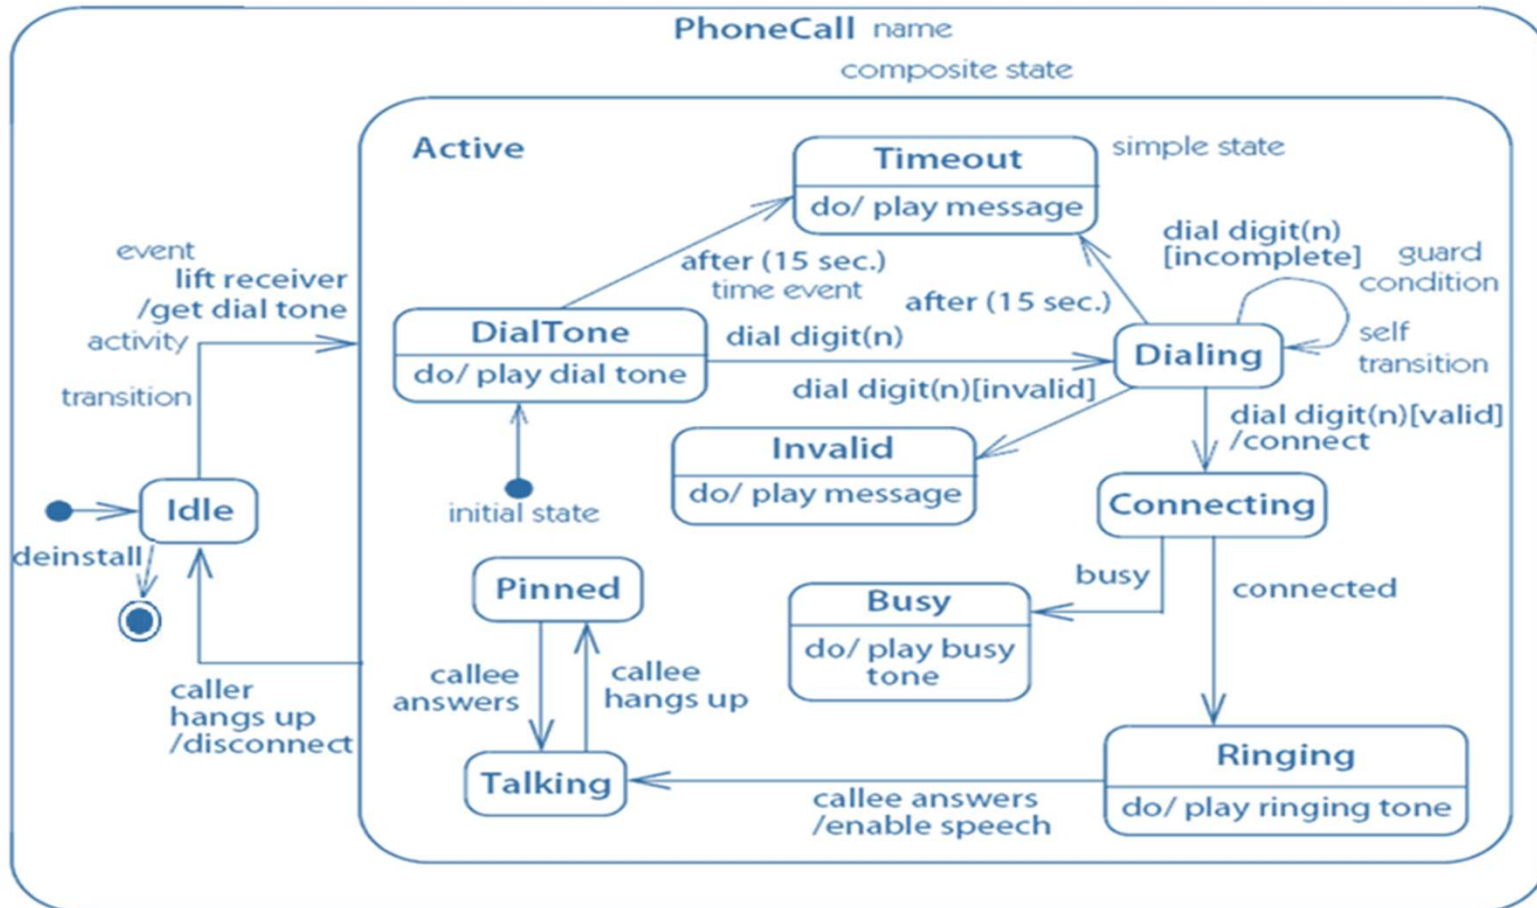 PhoneCall name
composite state
Active
Timeout
do/ play message
simple state
event
lift receiver
/get dial tone
activity
transition
after (15 sec.)
time event
after (15 sec.)
dial digit(n)
[incomplete]
guard
condition
self
transition
DialTone
do/ play dial tone
dial digit(n)
Dialing
dial digit(n)[invalid]
dial digit(n)[valid]
/connect
Invalid
do/ play message
initial state
Idle
deinstall
Connecting
Pinned
busy
connected
Busy
do/ play busy
tone
callee
answers
callee
hangs up
caller
hangs up
/disconnect
Talking
callee answers
/enable speech
Ringing
do/ play ringing tone